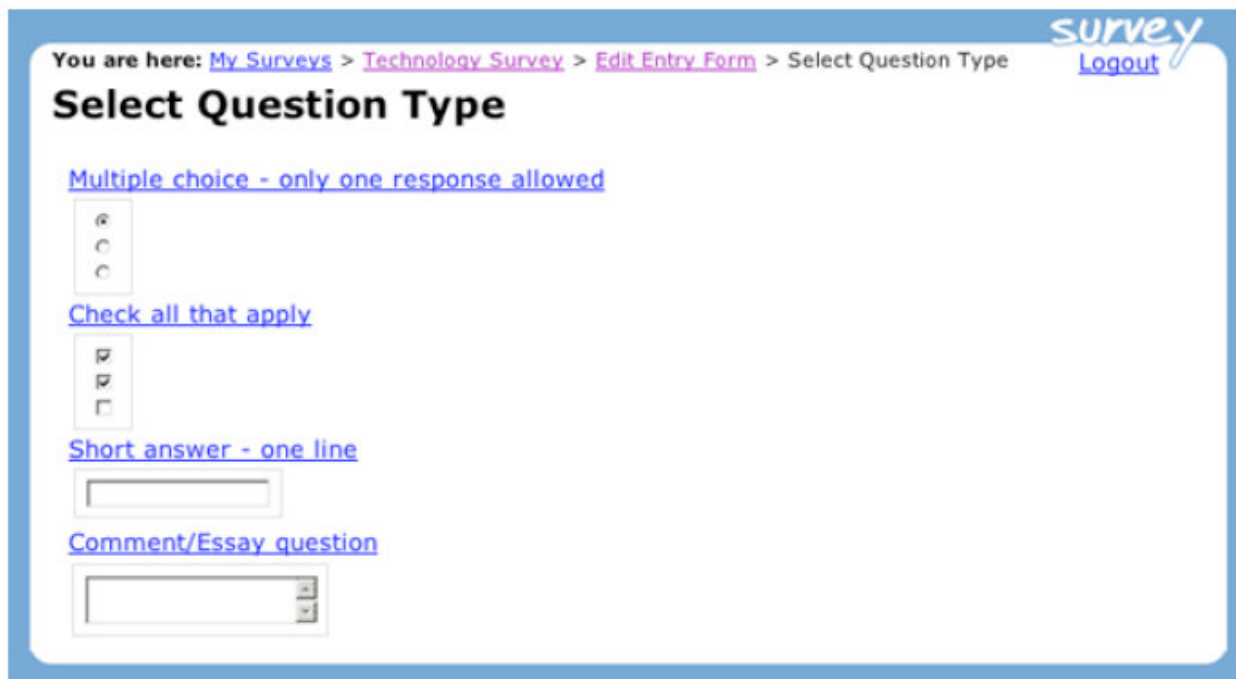 survey
You are here: My Surveys > Technology Survey > Edit Entry Form > Select Question Type
Logout
Select Question Type
Multiple choice - only one response allowed
Check all that apply
Short answer - one line
Comment/Essay question